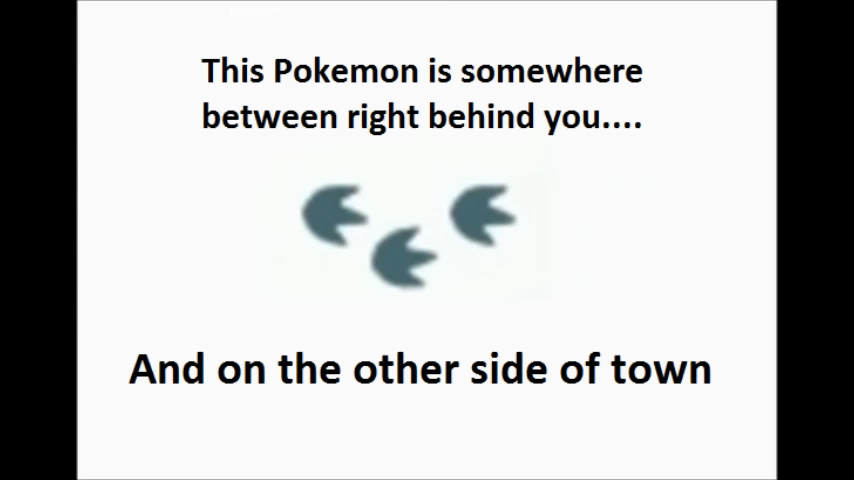 This Pokemon is somewhere
between right behind you....
And on the other side of town